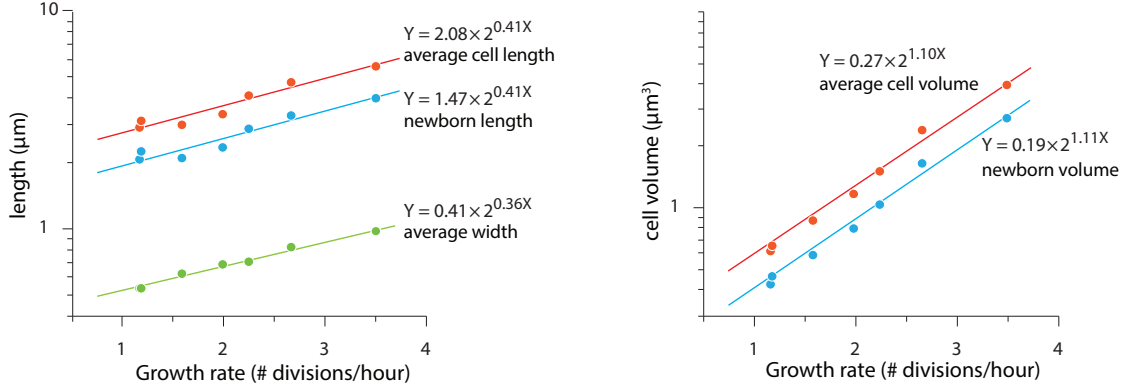 10
1
length (μm)
Y = 2.08×2^0.41X
average cell length
Y = 1.47×2^0.41X
newborn length
Y = 0.41×2^0.36X
average width
1 2 3 4
Growth rate (# divisions/hour)
1
cell volume (μm³)
Y = 0.27×2^1.10X
average cell volume
Y = 0.19×2^1.11X
newborn volume
1 2 3 4
Growth rate (# divisions/hour)